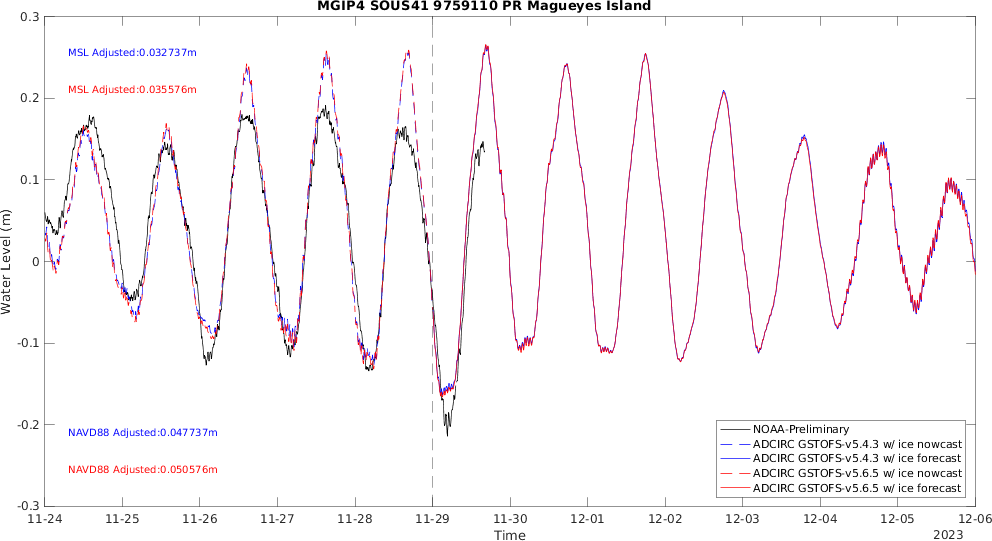 MGIP4 SOUS41 9759110 PR Magueyes Island
0.3
0.2
0.1
0
-0.1
-0.2
-0.3
Water Level (m)
MSL Adjusted:0.032737m
MSL Adjusted:0.035576m
NAVD88 Adjusted:0.047737m
NAVD88 Adjusted:0.050576m
NOAA-Preliminary
ADCIRC GSTOFS-v5.4.3 w/ ice nowcast
ADCIRC GSTOFS-v5.4.3 w/ ice forecast
ADCIRC GSTOFS-v5.6.5 w/ ice nowcast
ADCIRC GSTOFS-v5.6.5 w/ ice forecast
11-24 11-25 11-26 11-27 11-28 11-29 11-30 12-01 12-02 12-03 12-04 12-05 12-06
Time
2023